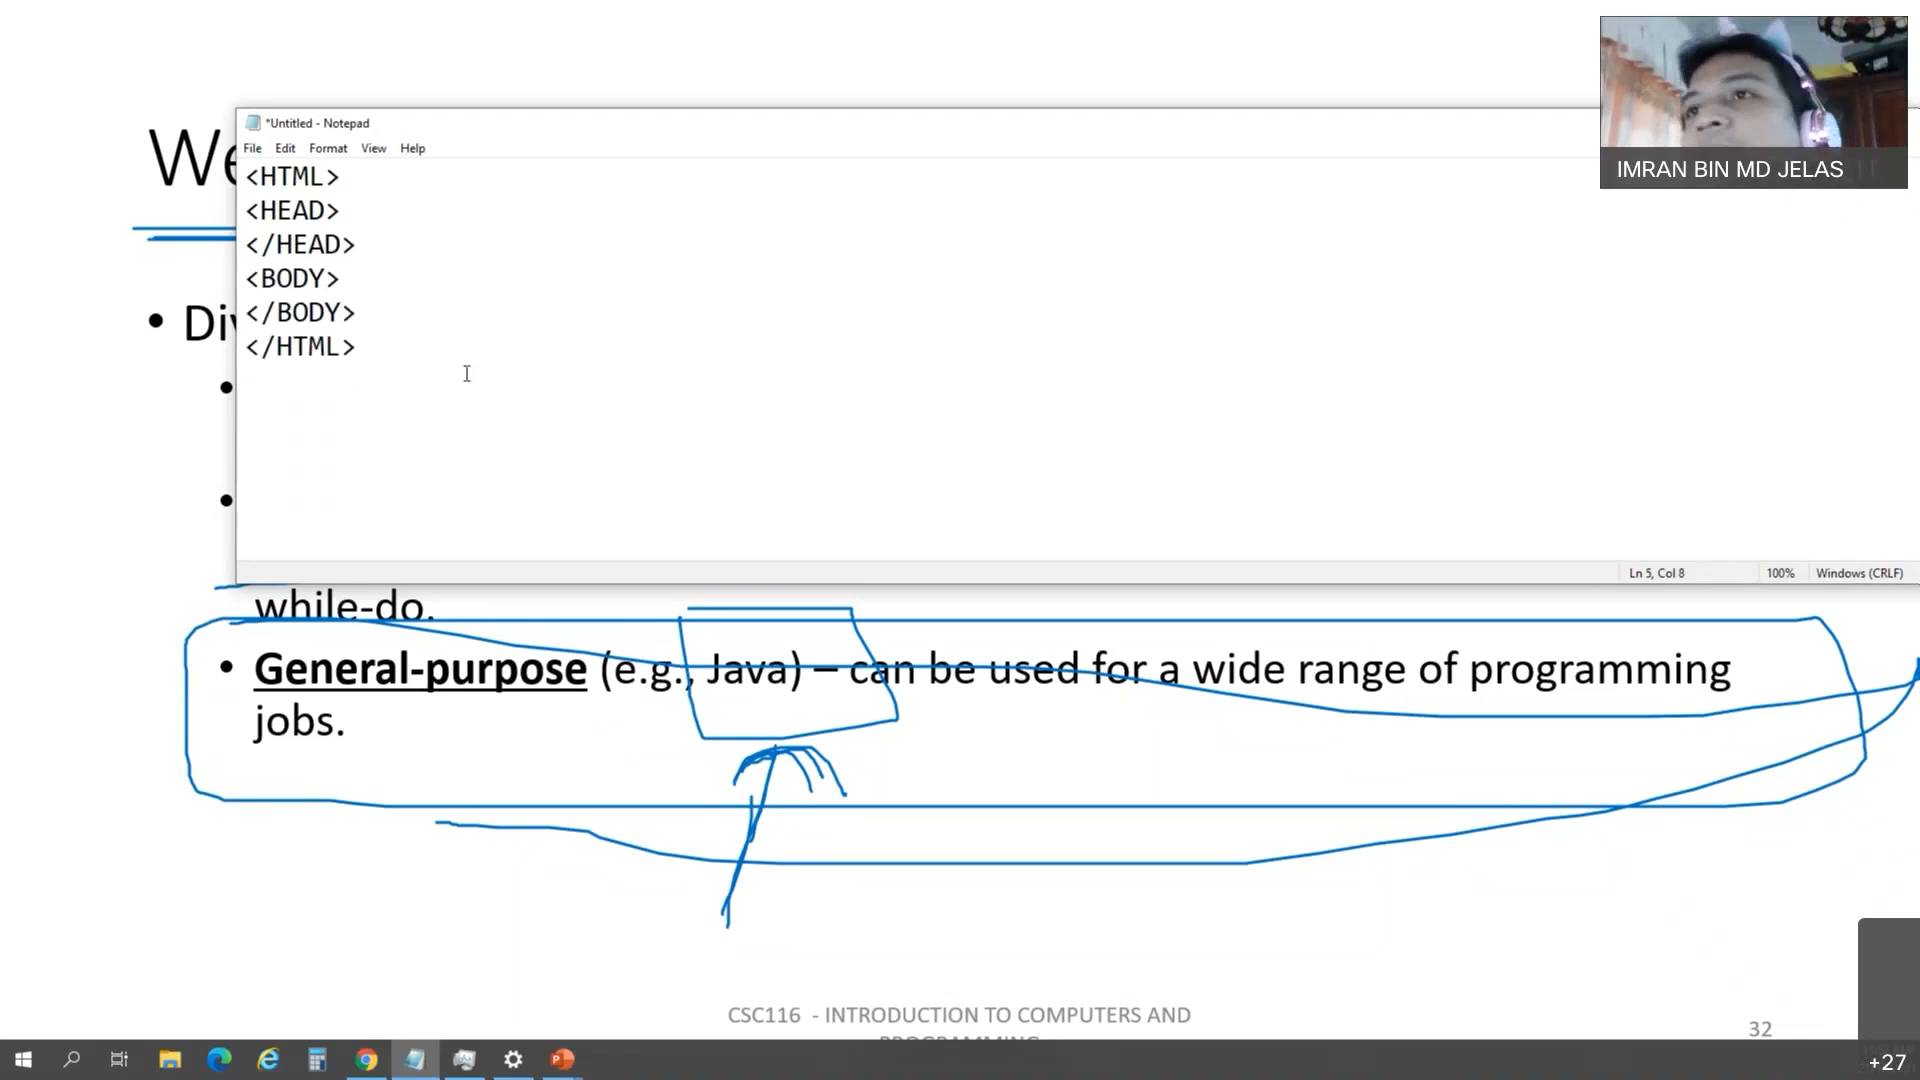 We
*Untitled - Notepad
File Edit Format View Help
<HTML>
<HEAD>
</HEAD>
<BODY>
</BODY>
</HTML>
Ln 5, Col 8 100% Windows (CRLF)
IMRAN BIN MD JELAS
• Div
while-do.
• General-purpose (e.g., Java) – can be used for a wide range of programming
jobs.
CSC116 - INTRODUCTION TO COMPUTERS AND
PROGRAMMING
32
+27